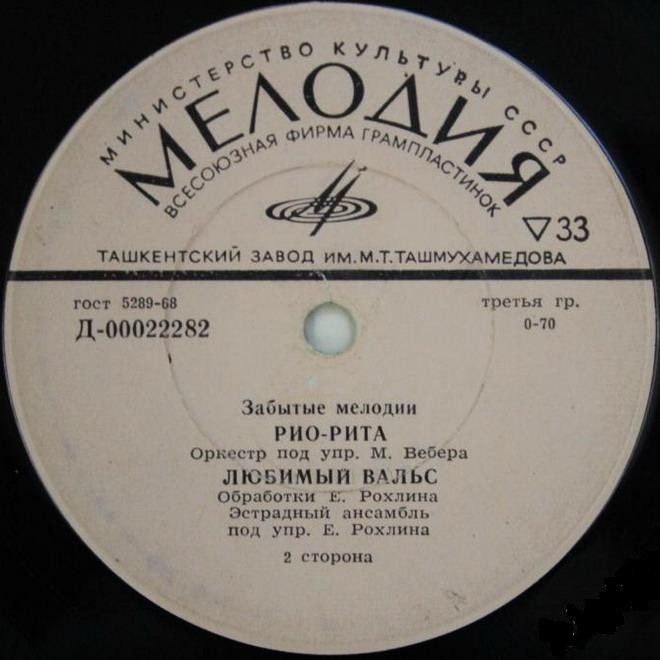 МИНИСТЕРСТВО КУЛЬТУРЫ СССР
МЕЛОДИЯ
ВСЕСОЮЗНАЯ ФИРМА ГРАМПЛАСТИНОК
▽33
ТАШКЕНТСКИЙ ЗАВОД ИМ. М.Т. ТАШМУХАМЕДОВА
гост 5289-68
третья гр.
Д-00022282
0-70
Забытые мелодии
РИО-РИТА
Оркестр под упр. М. Вебера
ЛЮБИМЫЙ ВАЛЬС
Обработки Е. Рохлина
Эстрадный ансамбль
под упр. Е. Рохлина
2 сторона